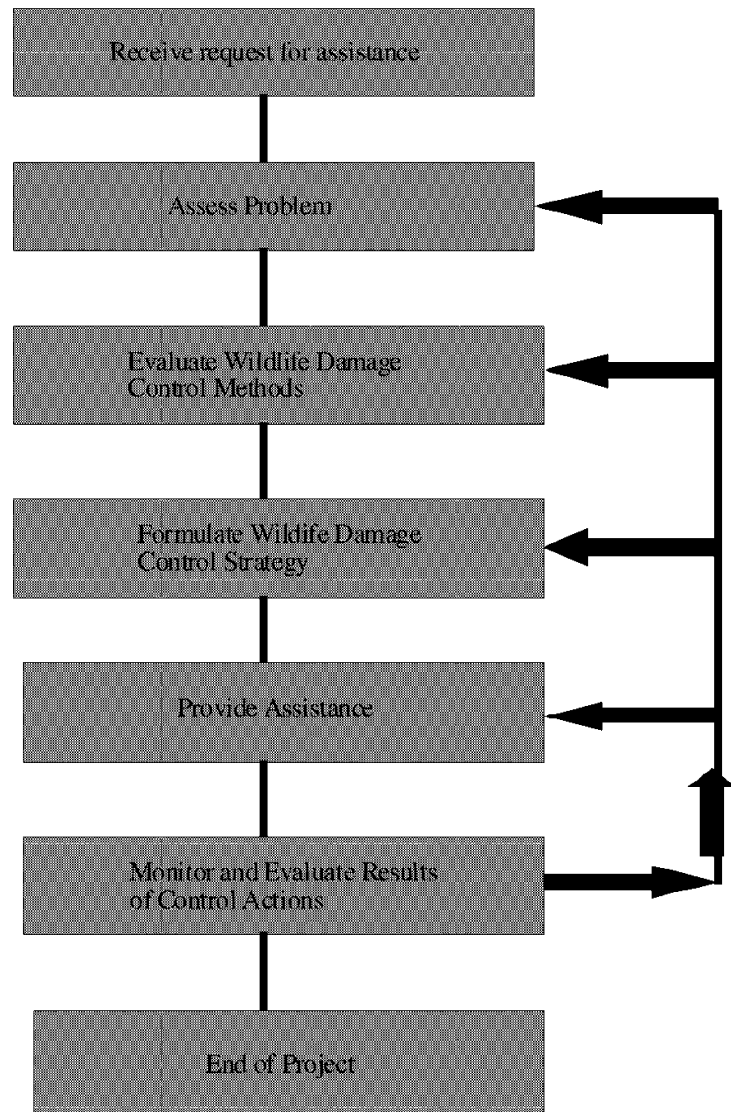 Receive request for assistance
Assess Problem
Evaluate Wildlife Damage
Control Methods
Formulate Wildife Damage
Control Strategy
Provide Assistance
Monitor and Evaluate Results
of Control Actions
End of Project